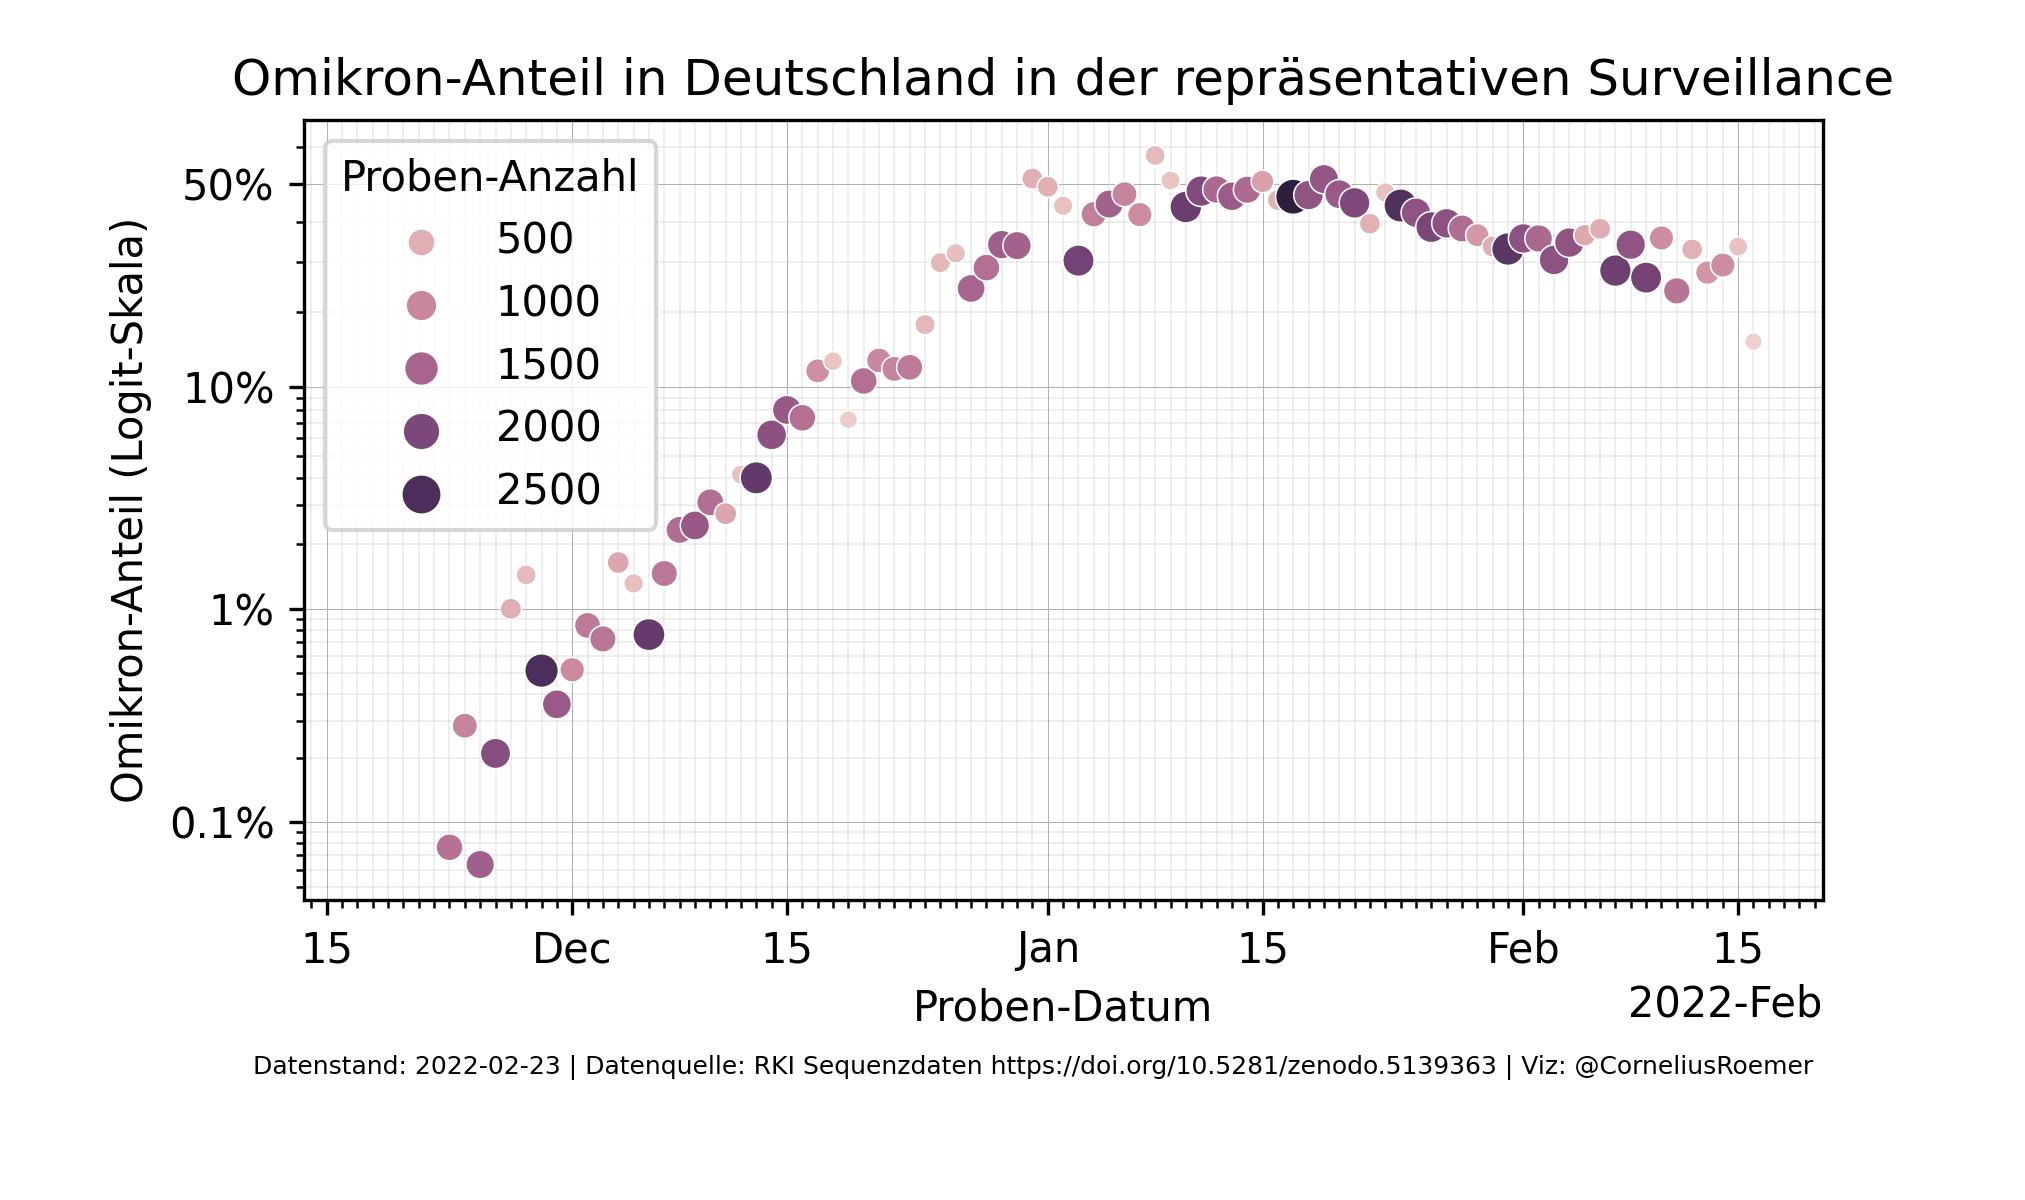 Omikron-Anteil in Deutschland in der repräsentativen Surveillance
Omikron-Anteil (Logit-Skala)
50%
10%
1%
0.1%
Proben-Anzahl
500
1000
1500
2000
2500
15 Dec 15 Jan 15 Feb 15
Proben-Datum 2022-Feb
Datenstand: 2022-02-23 | Datenquelle: RKI Sequenzdaten https://doi.org/10.5281/zenodo.5139363 | Viz: @CorneliusRoemer